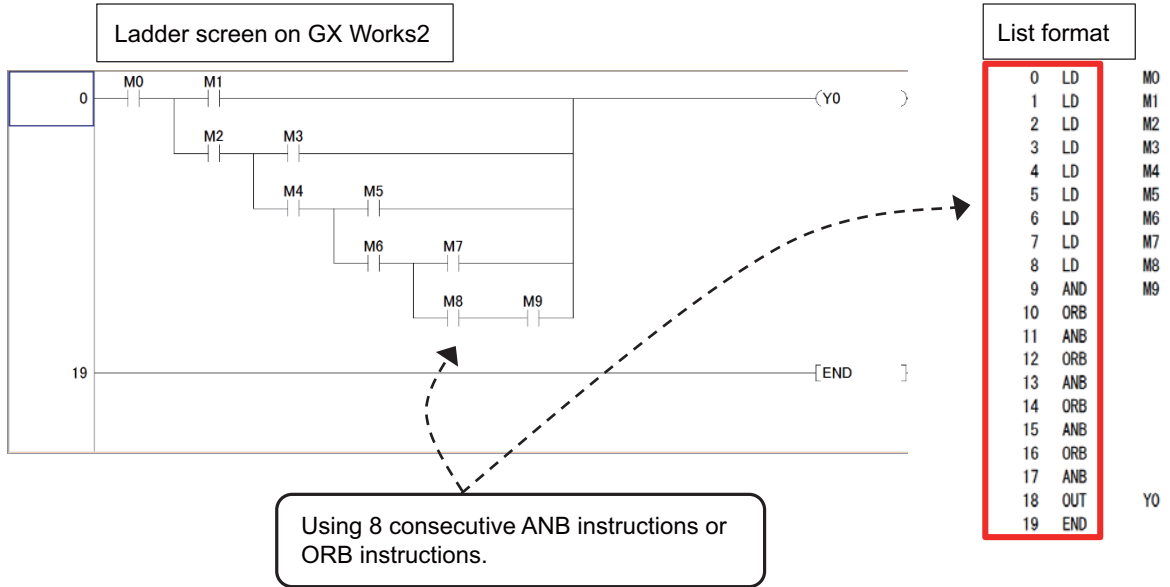 Ladder screen on GX Works2
M0 M1
0 (Y0 )
M2 M3
M4 M5
M6 M7
M8 M9
19 [END ]
Using 8 consecutive ANB instructions or
ORB instructions.
List format
0 LD M0
1 LD M1
2 LD M2
3 LD M3
4 LD M4
5 LD M5
6 LD M6
7 LD M7
8 LD M8
9 AND M9
10 ORB
11 ANB
12 ORB
13 ANB
14 ORB
15 ANB
16 ORB
17 ANB
18 OUT Y0
19 END